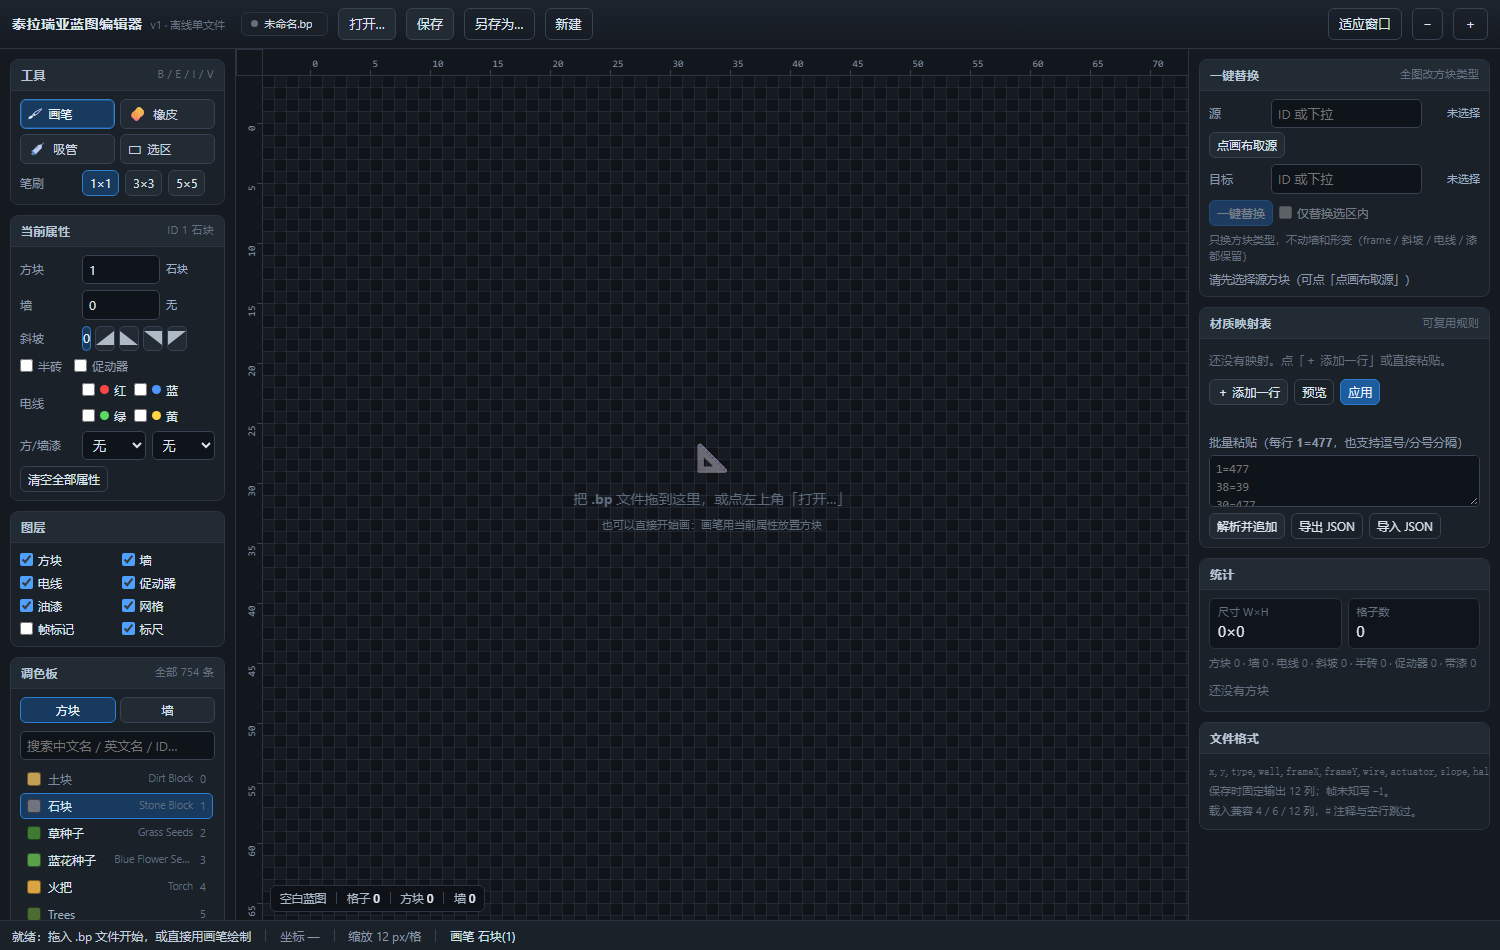 泰拉瑞亚蓝图编辑器 v1 · 离线单文件 未命名.bp 打开... 保存 另存为... 新建 适应窗口 − +
工具 B / E / I / V
画笔 橡皮
吸管 选区
笔刷 1×1 3×3 5×5
当前属性 ID 1 石块
方块 1 石块
墙 0 无
斜坡 0
半砖 促动器
电线 红 蓝
绿 黄
方/墙漆 无 无
清空全部属性
图层
方块 墙
电线 促动器
油漆 网格
帧标记 标尺
调色板 全部 754 条
方块 墙
搜索中文名 / 英文名 / ID...
土块 Dirt Block 0
石块 Stone Block 1
草种子 Grass Seeds 2
蓝花种子 Blue Flower Se... 3
火把 Torch 4
Trees 5
0 5 10 15 20 25 30 35 40 45 50 55 60 65 70
0
5
10
15
20
25
30
35
40
45
50
55
60
65
把 .bp 文件拖到这里，或点左上角「打开...」
也可以直接开始画：画笔用当前属性放置方块
空白蓝图 格子 0 方块 0 墙 0
一键替换 全图改方块类型
源 ID 或下拉 未选择
点画布取源
目标 ID 或下拉 未选择
一键替换 仅替换选区内
只换方块类型，不动墙和形变（frame / 斜坡 / 电线 / 漆
都保留）
请先选择源方块（可点「点画布取源」）
材质映射表 可复用规则
还没有映射。点「＋ 添加一行」或直接粘贴。
＋ 添加一行 预览 应用
批量粘贴（每行 1=477，也支持逗号/分号分隔）
1=477
38=39
30=477
解析并追加 导出 JSON 导入 JSON
统计
尺寸 W×H 格子数
0×0 0
方块 0 · 墙 0 · 电线 0 · 斜坡 0 · 半砖 0 · 促动器 0 · 带漆 0
还没有方块
文件格式
x,y,type,wall,frameX,frameY,wire,actuator,slope,hal
保存时固定输出 12 列；帧未知写 −1。
载入兼容 4 / 6 / 12 列，# 注释与空行跳过。
就绪：拖入 .bp 文件开始，或直接用画笔绘制 坐标 — 缩放 12 px/格 画笔 石块(1)